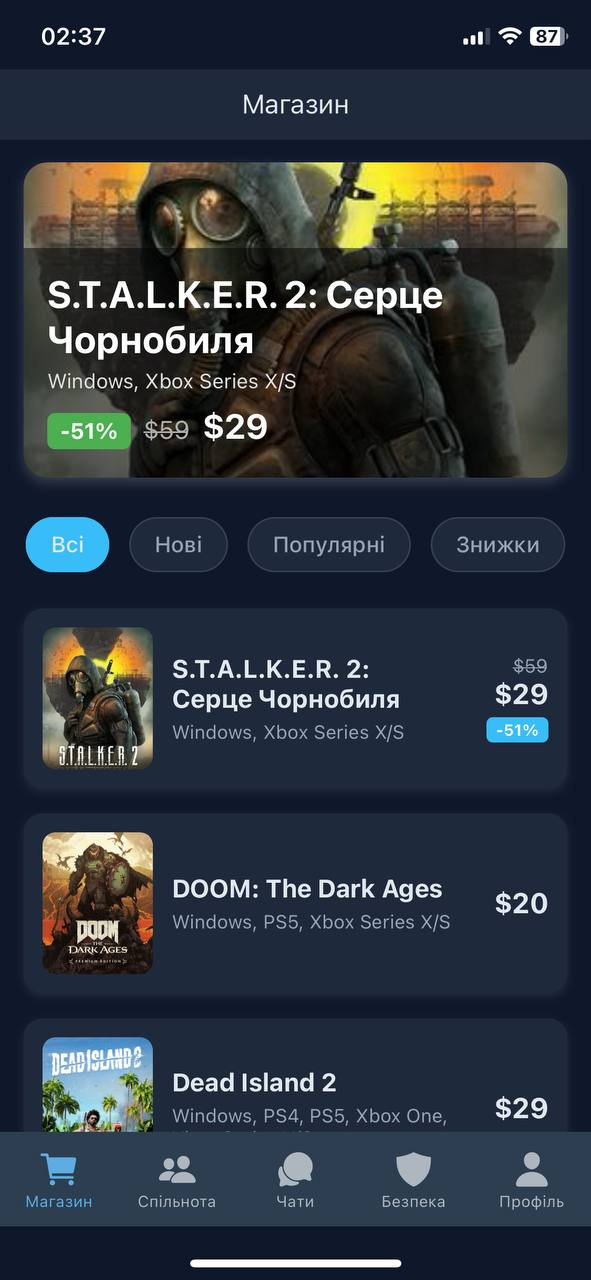 02:37
87
Магазин
S.T.A.L.K.E.R. 2: Серце
Чорнобиля
Windows, Xbox Series X/S
-51% $59 $29
Всі
Нові
Популярні
Знижки
S.T.A.L.K.E.R. 2
S.T.A.L.K.E.R. 2:
Серце Чорнобиля
Windows, Xbox Series X/S
$59
$29
-51%
DOOM
THE
DARK AGES
PREMIUM EDITION
DOOM: The Dark Ages
Windows, PS5, Xbox Series X/S
$20
DEAD ISLAND 2
Dead Island 2
Windows, PS4, PS5, Xbox One,
$29
Магазин
Спільнота
Чати
Безпека
Профіль